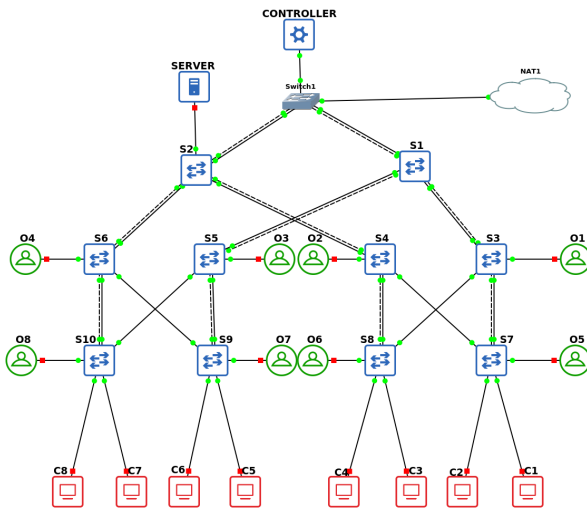 CONTROLLER
SERVER
Switch1
NAT1
S2
S1
O4
S6
S5
O3
O2
S4
S3
O1
O8
S10
S9
O7
O6
S8
S7
O5
C8
C7
C6
C5
C4
C3
C2
C1